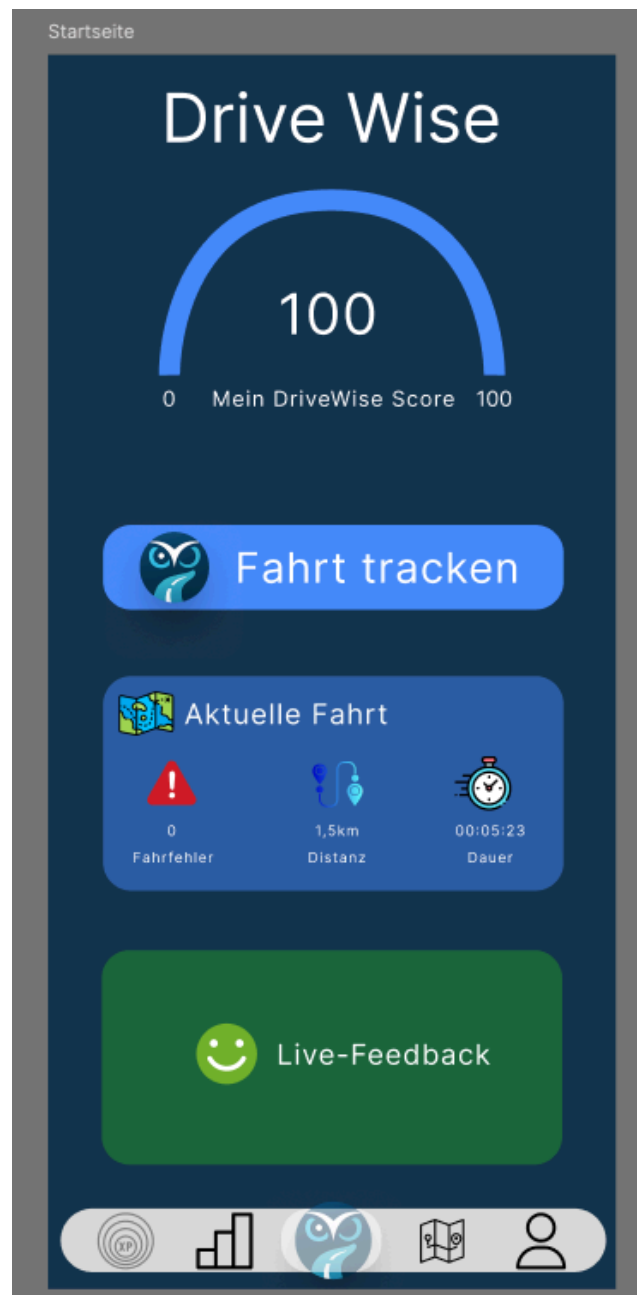 Startseite
Drive Wise
100
0 Mein DriveWise Score 100
Fahrt tracken
Aktuelle Fahrt
0 1,5km 00:05:23
Fahrfehler Distanz Dauer
Live-Feedback
XP